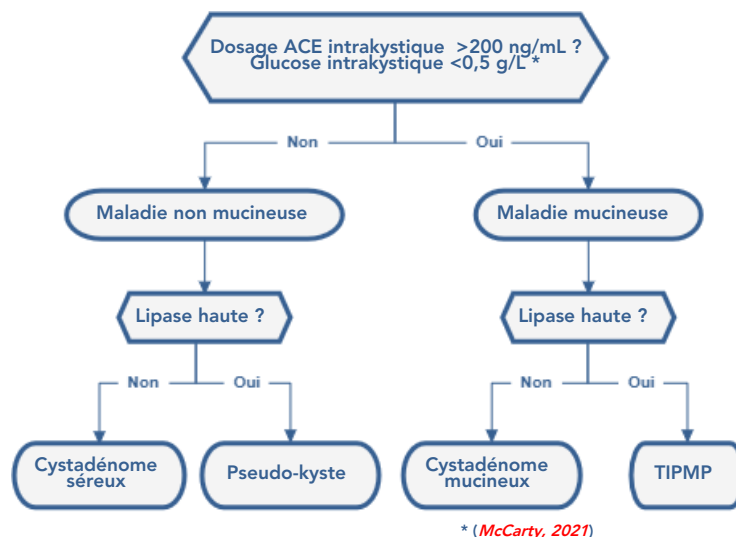 Dosage ACE intrakystique >200 ng/mL ?
Glucose intrakystique <0,5 g/L *
Non
Oui
Maladie non mucineuse
Maladie mucineuse
Lipase haute ?
Lipase haute ?
Non
Oui
Non
Oui
Cystadénome
séreux
Pseudo-kyste
Cystadénome
mucineux
TIPMP
* (McCarty, 2021)